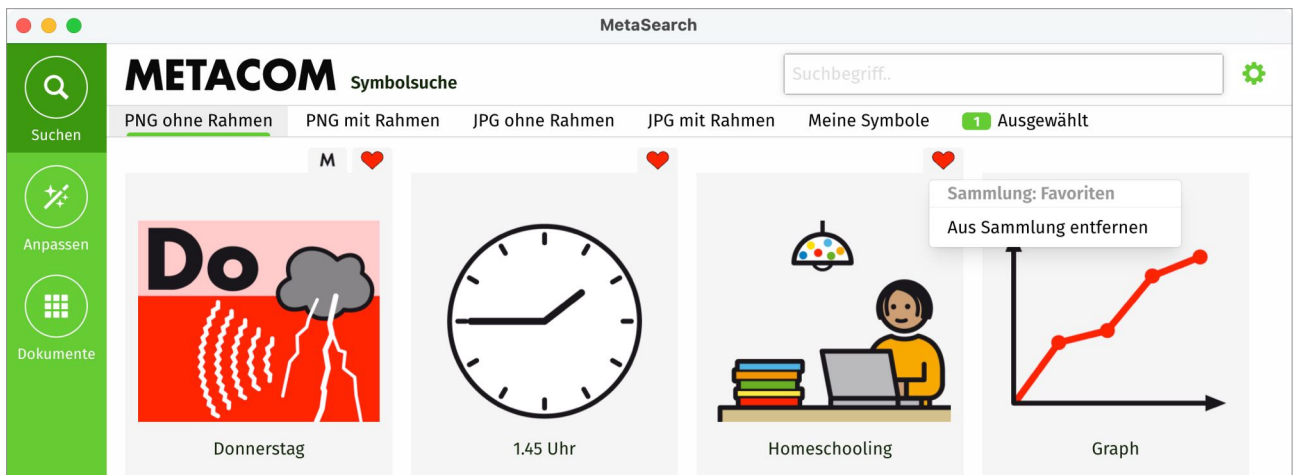 MetaSearch
METACOM Symbolsuche
Suchbegriff..
Suchen
PNG ohne Rahmen
PNG mit Rahmen
JPG ohne Rahmen
JPG mit Rahmen
Meine Symbole
1 Ausgewählt
M
Sammlung: Favoriten
Aus Sammlung entfernen
Anpassen
Do
Dokumente
Donnerstag
1.45 Uhr
Homeschooling
Graph